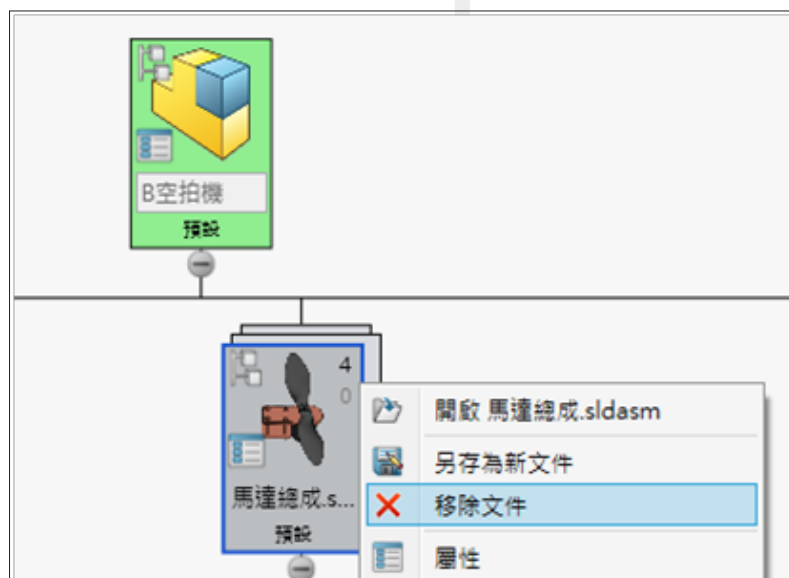 B空拍機
預設
4
0
馬達總成.s...
預設
開啟 馬達總成.sldasm
另存為新文件
移除文件
屬性